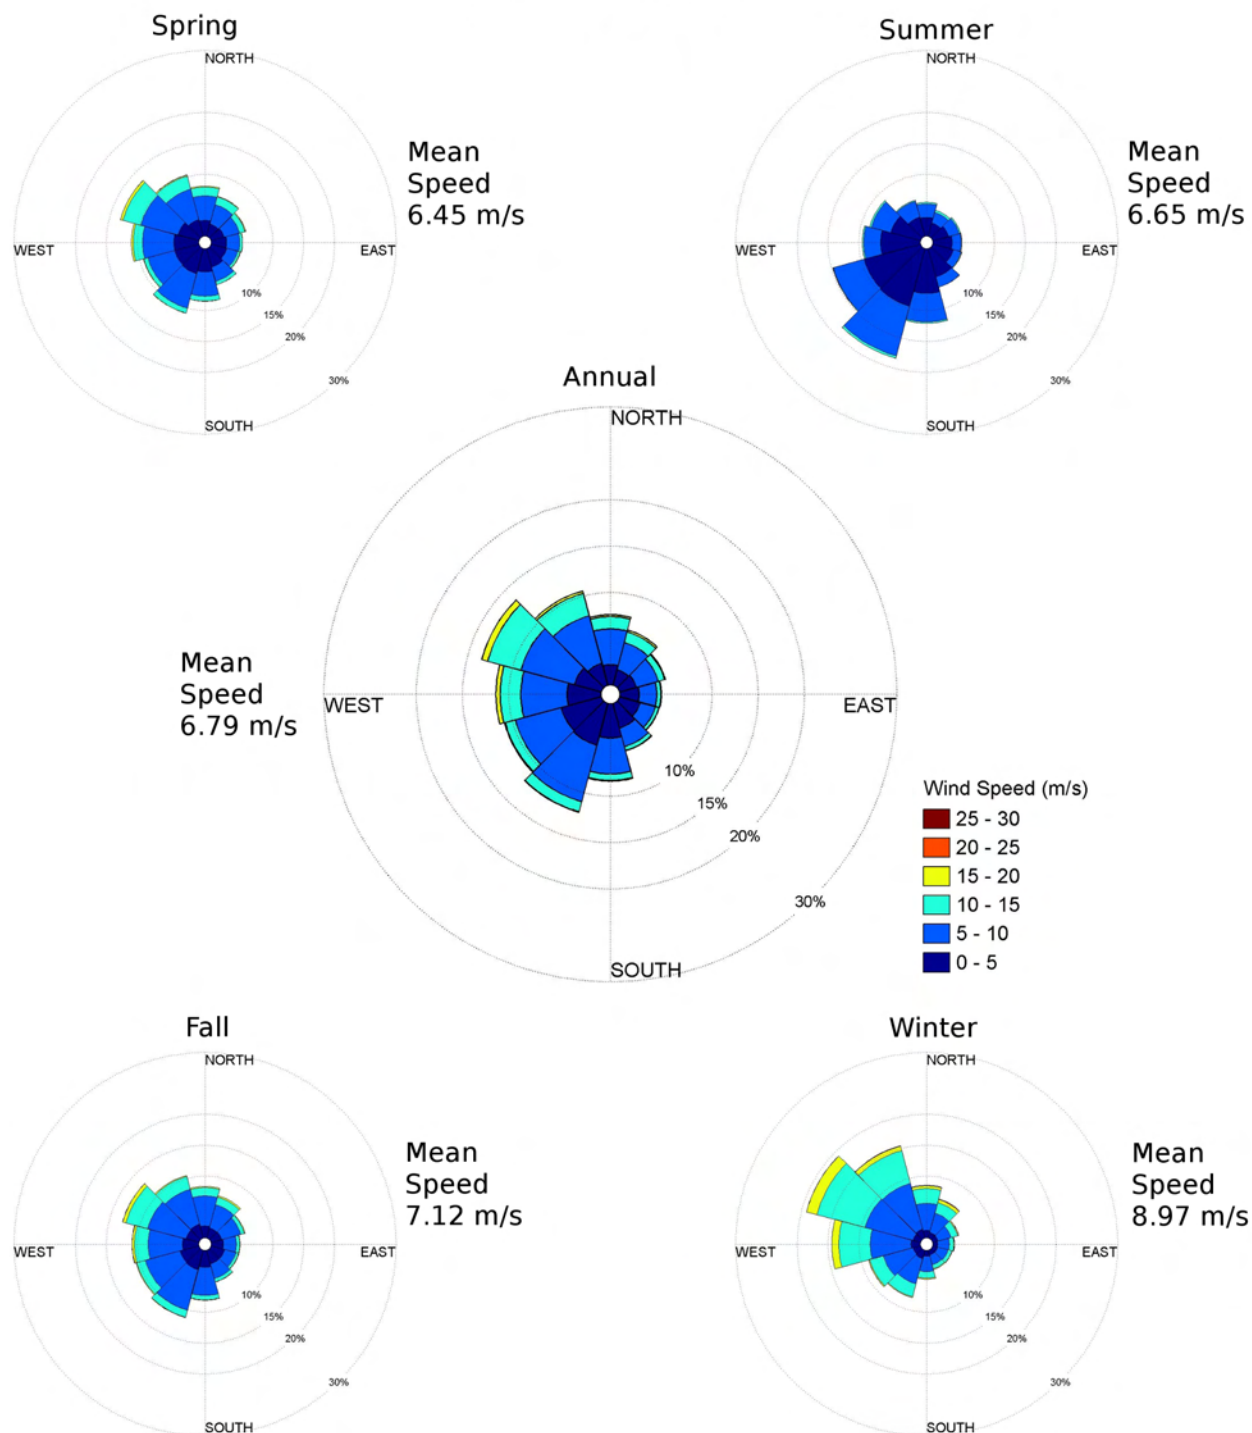 Spring
NORTH
Mean
Speed
6.45 m/s
WEST
EAST
10%
15%
20%
30%
SOUTH
Summer
NORTH
Mean
Speed
6.65 m/s
WEST
EAST
10%
15%
20%
30%
SOUTH
Annual
NORTH
Mean
Speed
6.79 m/s
WEST
EAST
10%
15%
20%
30%
SOUTH
Wind Speed (m/s)
25 - 30
20 - 25
15 - 20
10 - 15
5 - 10
0 - 5
Fall
NORTH
Mean
Speed
7.12 m/s
WEST
EAST
10%
15%
20%
30%
SOUTH
Winter
NORTH
Mean
Speed
8.97 m/s
WEST
EAST
10%
15%
20%
30%
SOUTH